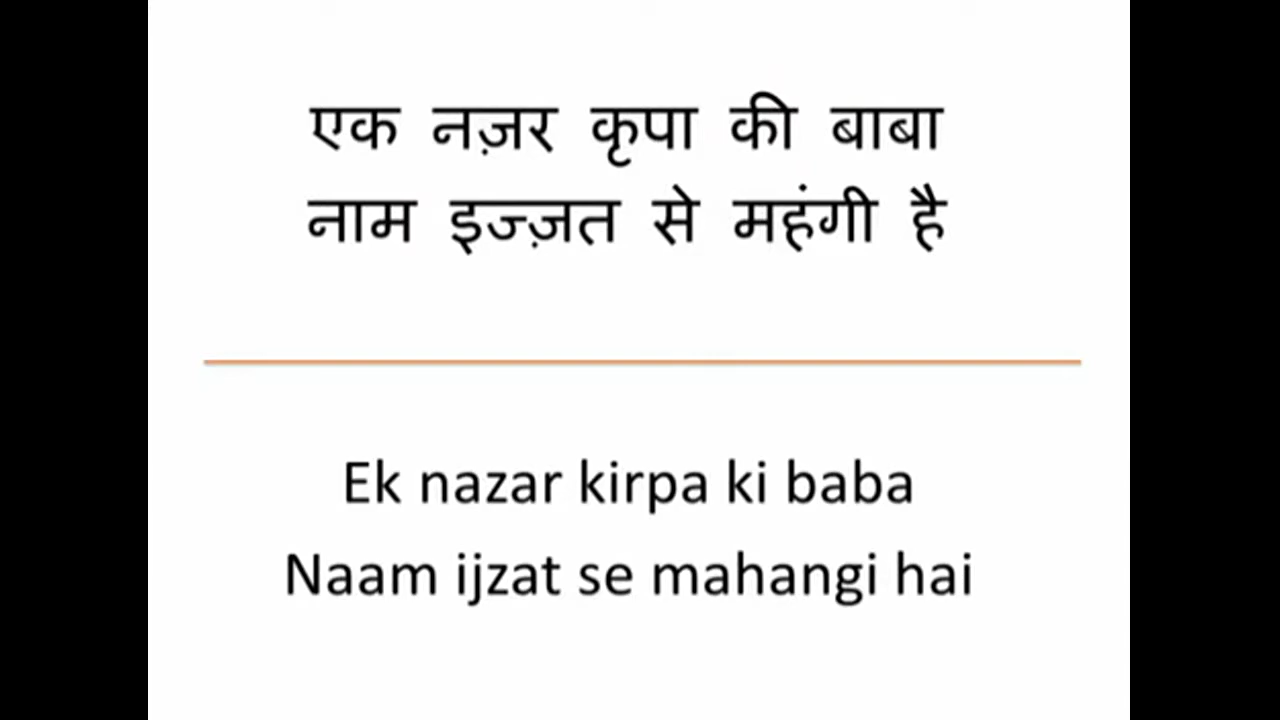 एक नज़र कृपा की बाबा
नाम इज्ज़त से महंगी है
Ek nazar kirpa ki baba
Naam ijzat se mahangi hai